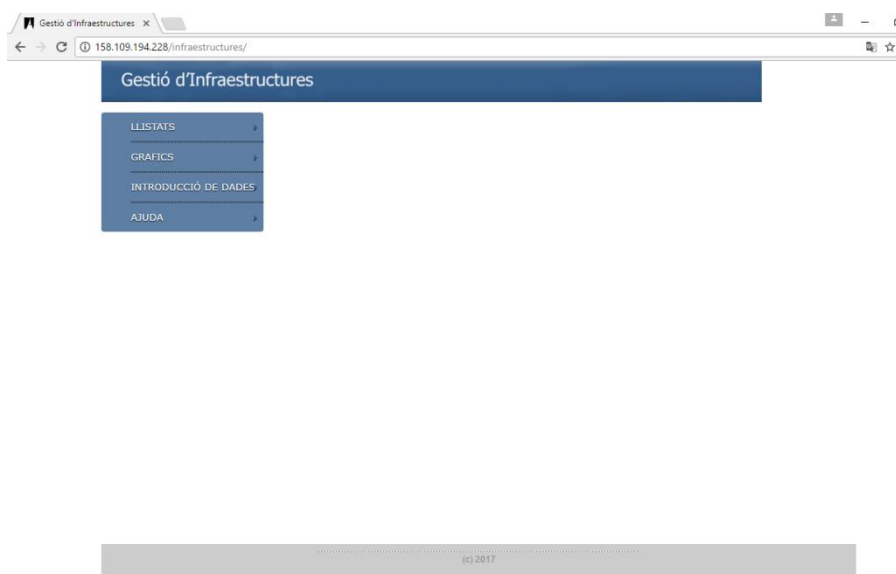 Gestió d'Infraestructures
158.109.194.228/infraestructures/
Gestió d'Infraestructures
LLISTATS
GRAFICS
INTRODUCCIÓ DE DADES
AJUDA
(c) 2017